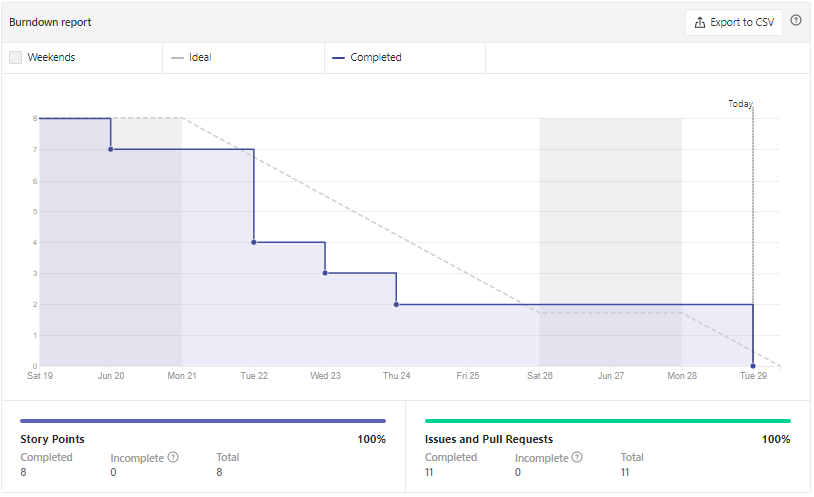 Burndown report
Export to CSV
Weekends
Ideal
Completed
Today
8
7
6
5
4
3
2
1
0
Sat 19 Jun 20 Mon 21 Tue 22 Wed 23 Thu 24 Fri 25 Sat 26 Jun 27 Mon 28 Tue 29
Story Points 100%
Completed Incomplete ? Total
8 0 8
Issues and Pull Requests 100%
Completed Incomplete ? Total
11 0 11